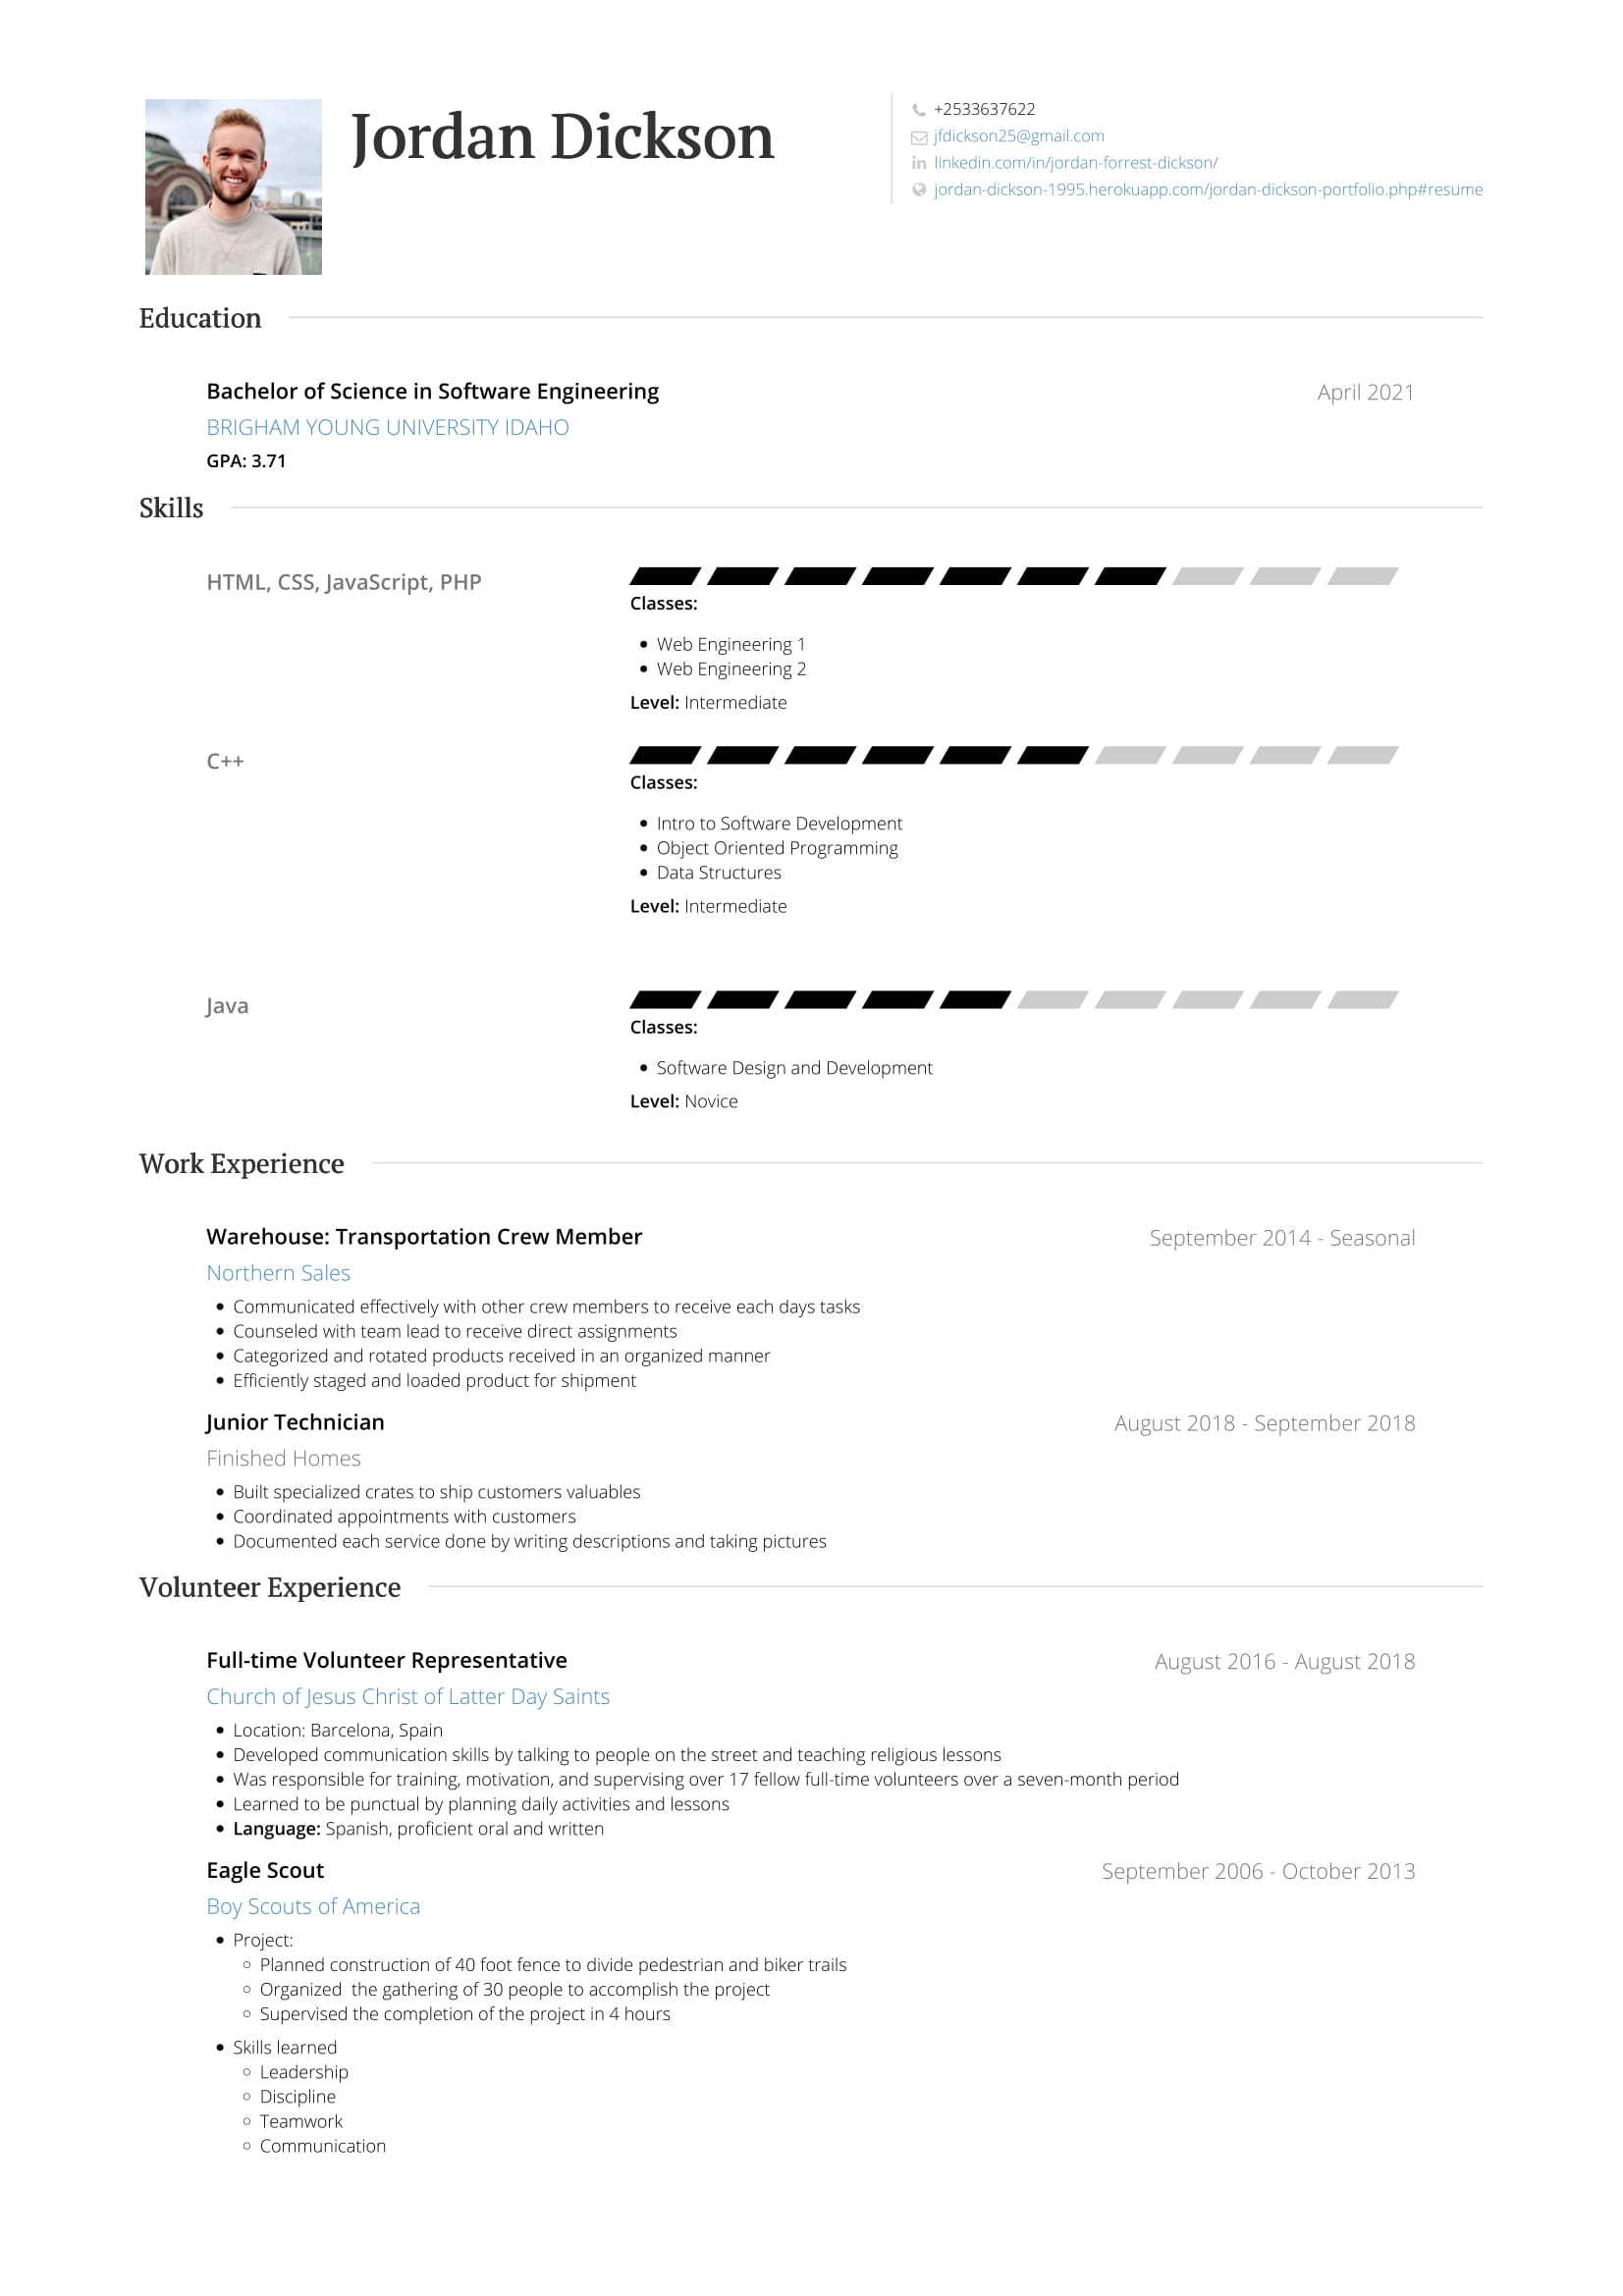 Jordan Dickson
+2533637622
jfdickson25@gmail.com
linkedin.com/in/jordan-forrest-dickson/
jordan-dickson-1995.herokuapp.com/jordan-dickson-portfolio.php#resume
Education
Bachelor of Science in Software Engineering April 2021
BRIGHAM YOUNG UNIVERSITY IDAHO
GPA: 3.71
Skills
HTML, CSS, JavaScript, PHP
Classes:
• Web Engineering 1
• Web Engineering 2
Level: Intermediate
C++
Classes:
• Intro to Software Development
• Object Oriented Programming
• Data Structures
Level: Intermediate
Java
Classes:
• Software Design and Development
Level: Novice
Work Experience
Warehouse: Transportation Crew Member September 2014 - Seasonal
Northern Sales
• Communicated effectively with other crew members to receive each days tasks
• Counseled with team lead to receive direct assignments
• Categorized and rotated products received in an organized manner
• Efficiently staged and loaded product for shipment
Junior Technician August 2018 - September 2018
Finished Homes
• Built specialized crates to ship customers valuables
• Coordinated appointments with customers
• Documented each service done by writing descriptions and taking pictures
Volunteer Experience
Full-time Volunteer Representative August 2016 - August 2018
Church of Jesus Christ of Latter Day Saints
• Location: Barcelona, Spain
• Developed communication skills by talking to people on the street and teaching religious lessons
• Was responsible for training, motivation, and supervising over 17 fellow full-time volunteers over a seven-month period
• Learned to be punctual by planning daily activities and lessons
• Language: Spanish, proficient oral and written
Eagle Scout September 2006 - October 2013
Boy Scouts of America
• Project:
◦ Planned construction of 40 foot fence to divide pedestrian and biker trails
◦ Organized  the gathering of 30 people to accomplish the project
◦ Supervised the completion of the project in 4 hours
• Skills learned
◦ Leadership
◦ Discipline
◦ Teamwork
◦ Communication